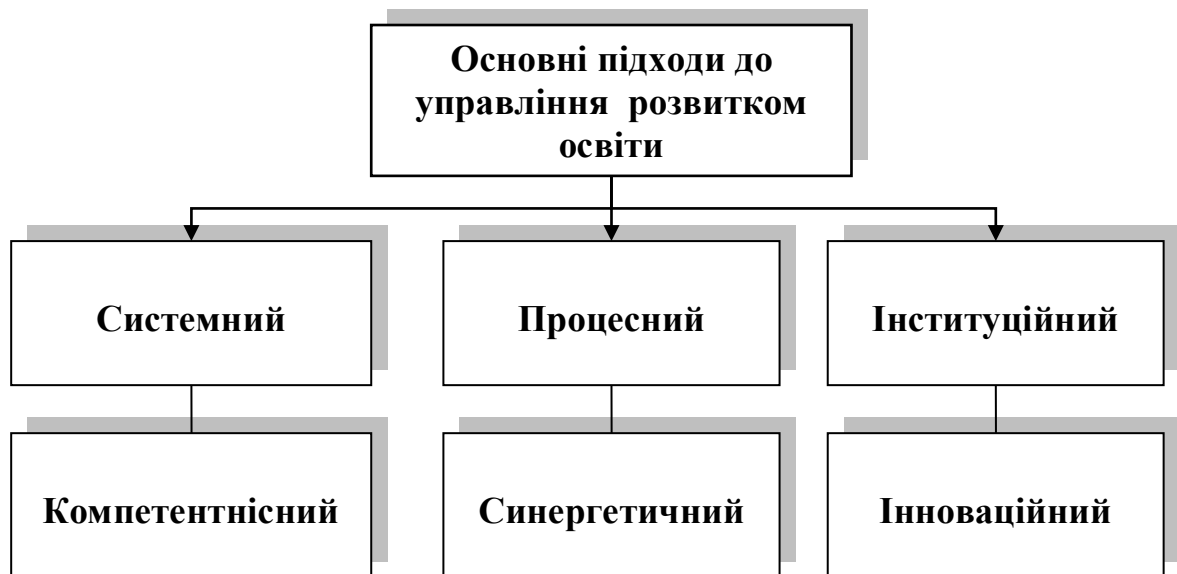 Основні підходи до
управління розвитком
освіти
Системний
Процесний
Інституційний
Компетентнісний
Синергетичний
Інноваційний